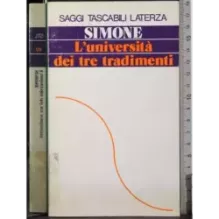 SAGGI TASCABILI LATERZA
SIMONE
L'università
dei tre tradimenti